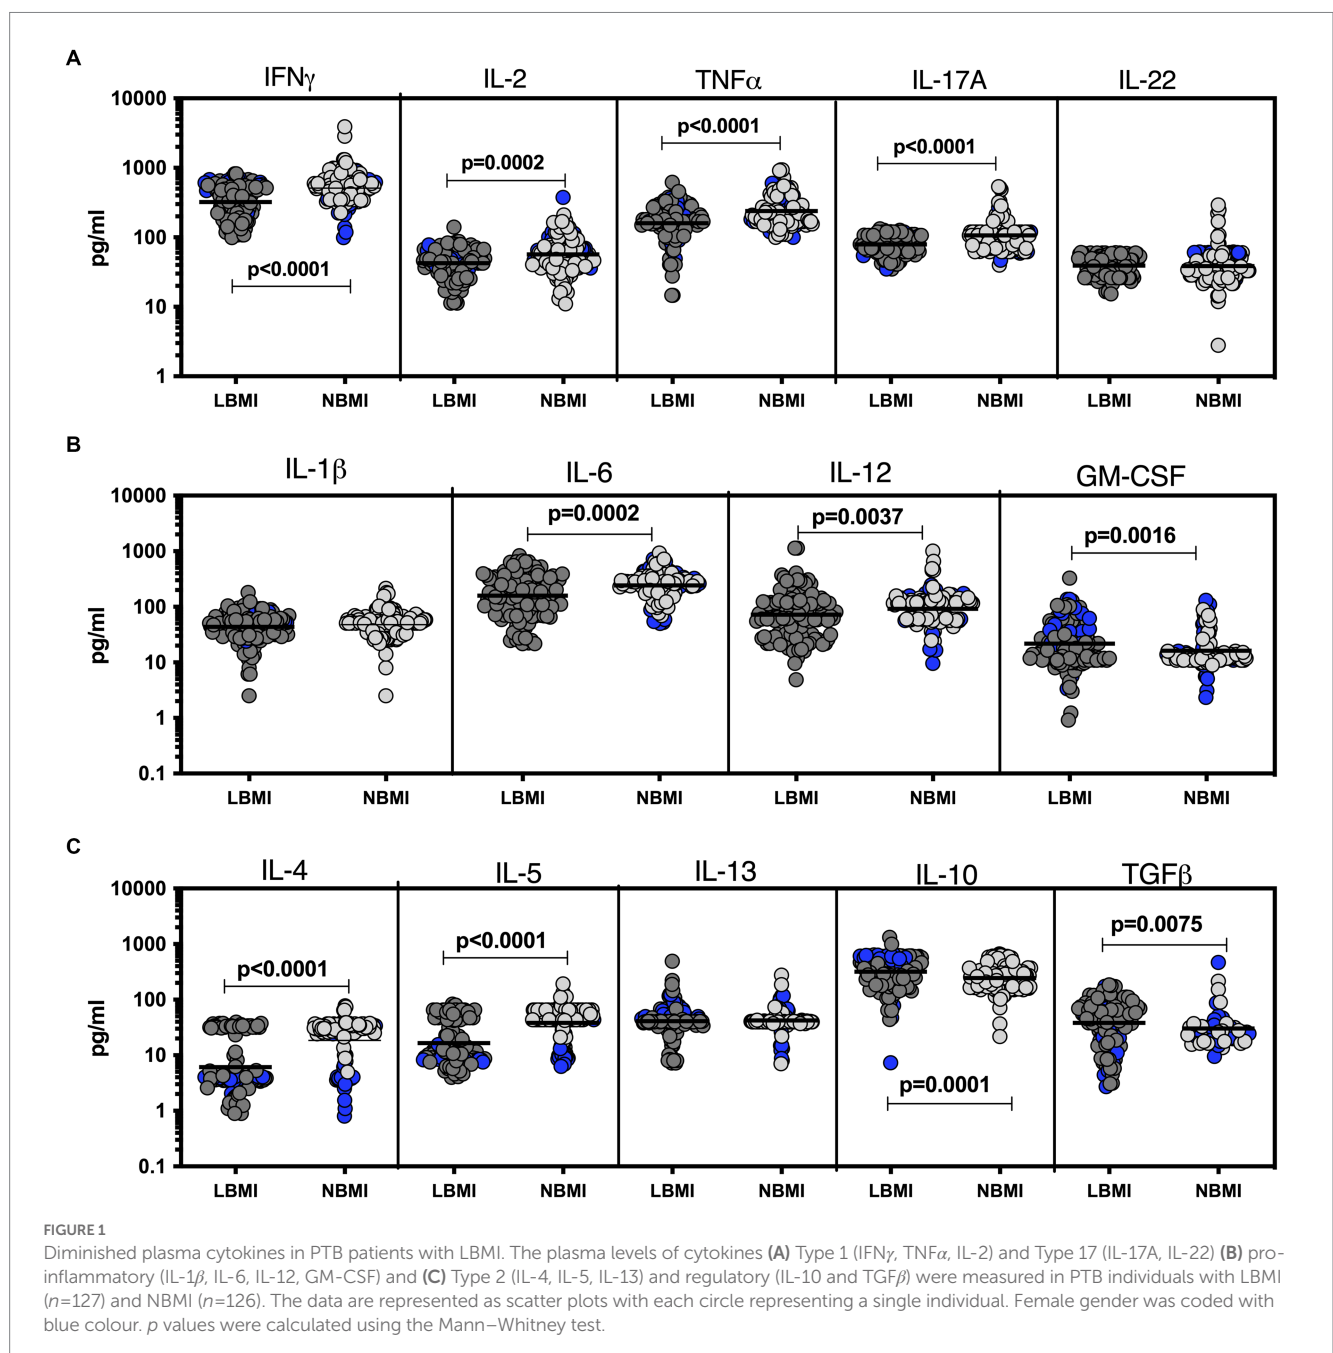 A
IFNγ
IL-2
TNFα
IL-17A
IL-22
10000
1000
100
10
1
pg/ml
p<0.0001
p=0.0002
p<0.0001
p<0.0001
LBMI
NBMI
LBMI
NBMI
LBMI
NBMI
LBMI
NBMI
LBMI
NBMI
B
IL-1β
IL-6
IL-12
GM-CSF
10000
1000
100
10
1
0.1
pg/ml
p=0.0002
p=0.0037
p=0.0016
LBMI
NBMI
LBMI
NBMI
LBMI
NBMI
LBMI
NBMI
C
IL-4
IL-5
IL-13
IL-10
TGFβ
10000
1000
100
10
1
0.1
pg/ml
p<0.0001
p<0.0001
p=0.0001
p=0.0075
LBMI
NBMI
LBMI
NBMI
LBMI
NBMI
LBMI
NBMI
LBMI
NBMI
FIGURE 1
Diminished plasma cytokines in PTB patients with LBMI. The plasma levels of cytokines (A) Type 1 (IFNγ, TNFα, IL-2) and Type 17 (IL-17A, IL-22) (B) pro-
inflammatory (IL-1β, IL-6, IL-12, GM-CSF) and (C) Type 2 (IL-4, IL-5, IL-13) and regulatory (IL-10 and TGFβ) were measured in PTB individuals with LBMI
(n=127) and NBMI (n=126). The data are represented as scatter plots with each circle representing a single individual. Female gender was coded with
blue colour. p values were calculated using the Mann–Whitney test.